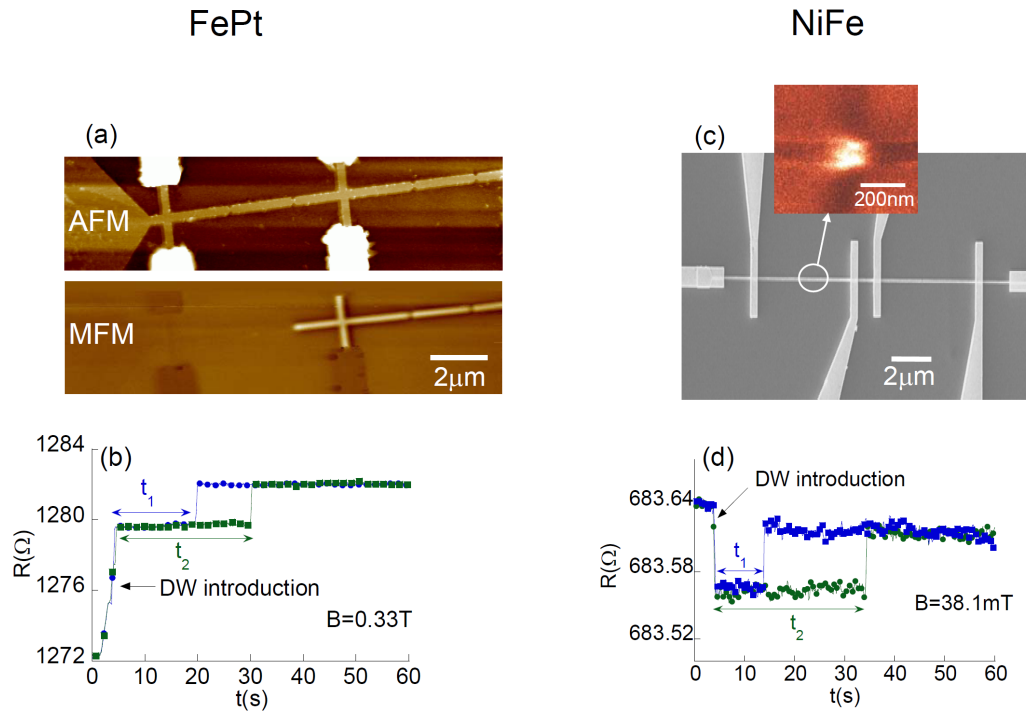 FePt
NiFe
(a)
AFM
MFM
2μm
(c)
200nm
2μm
(b)
1284
1280
1276
1272
R(Ω)
t1
t2
DW introduction
B=0.33T
0 10 20 30 40 50 60
t(s)
(d)
683.64
683.58
683.52
R(Ω)
DW introduction
t1
t2
B=38.1mT
0 10 20 30 40 50 60
t(s)